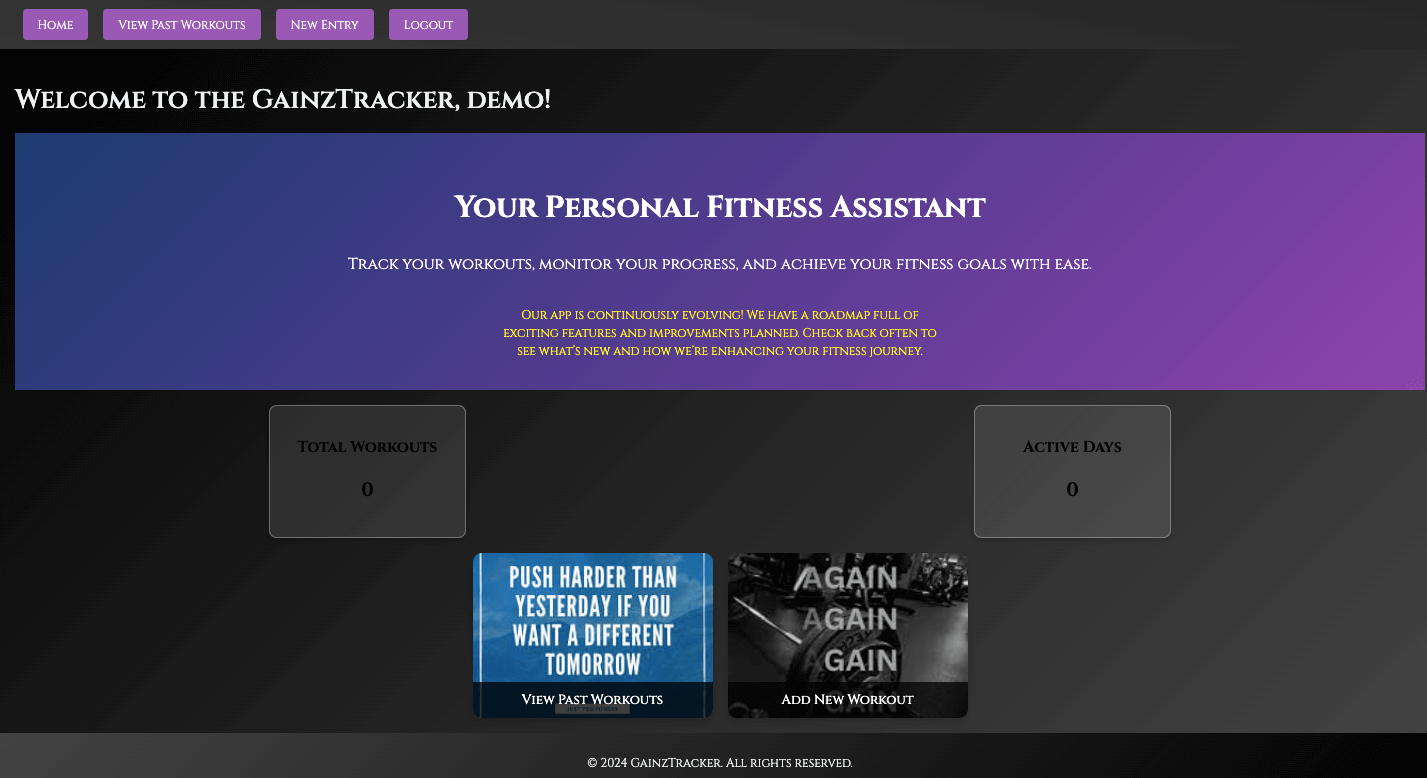 Home View Past Workouts New Entry Logout
Welcome to the GainzTracker, demo!
Your Personal Fitness Assistant
Track your workouts, monitor your progress, and achieve your fitness goals with ease.
Our app is continuously evolving! We have a roadmap full of
exciting features and improvements planned. Check back often to
see what's new and how we're enhancing your fitness journey.
Total Workouts
0
Active Days
0
PUSH HARDER THAN
YESTERDAY IF YOU
WANT A DIFFERENT
TOMORROW
View Past Workouts
AGAIN
AGAIN
AGAIN
Add New Workout
© 2024 GainzTracker. All rights reserved.